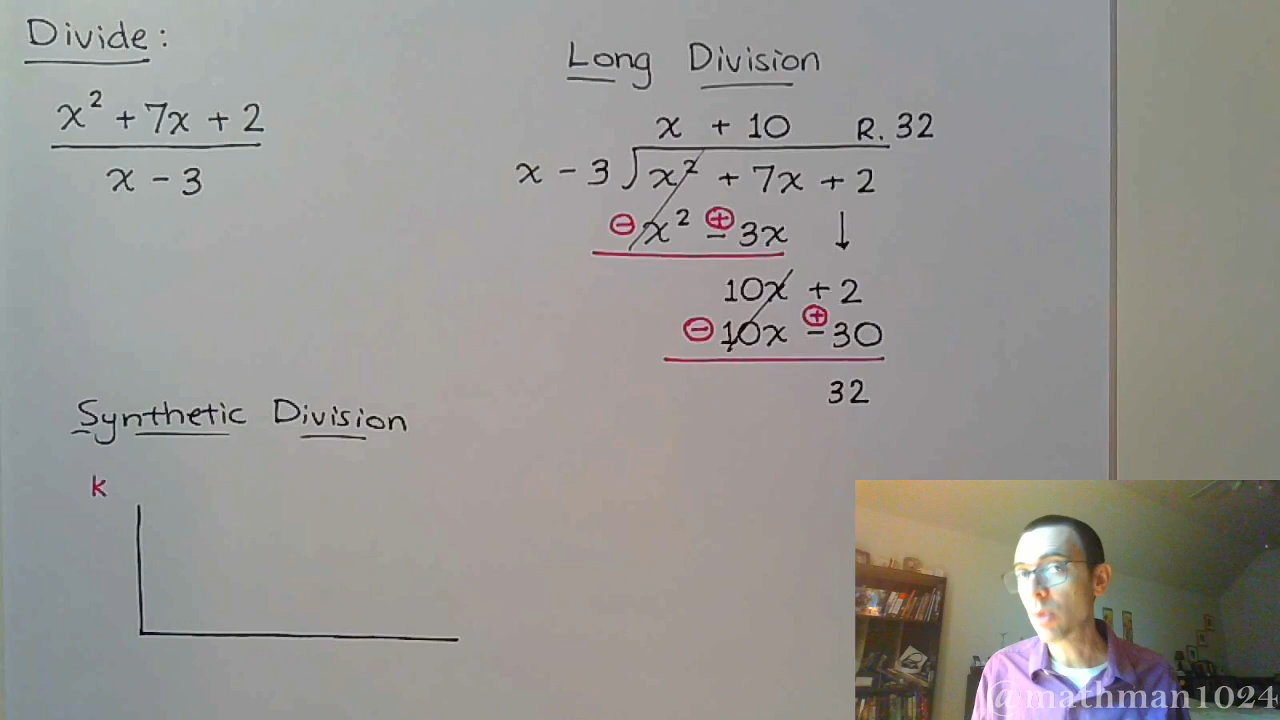 Divide:
x² + 7x + 2
x - 3
Long Division
x + 10 R. 32
x - 3 x² + 7x + 2
⊖ x² ⊕ - 3x ↓
10x + 2
⊖ 10x ⊕ - 30
32
Synthetic Division
k
@mathman1024